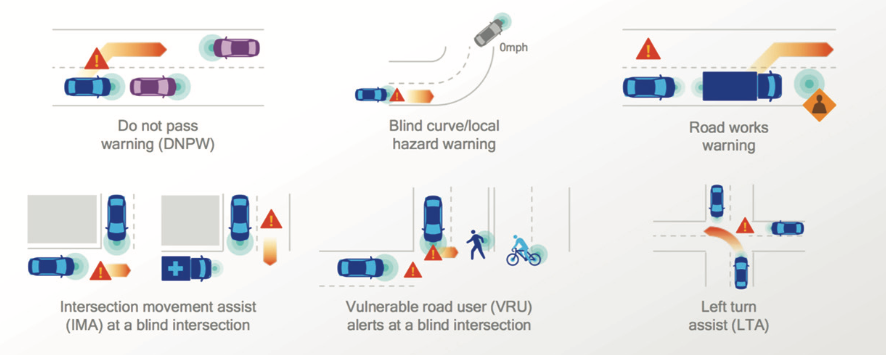 0mph
Do not pass
warning (DNPW)
Blind curve/local
hazard warning
Road works
warning
Intersection movement assist
(IMA) at a blind intersection
Vulnerable road user (VRU)
alerts at a blind intersection
Left turn
assist (LTA)